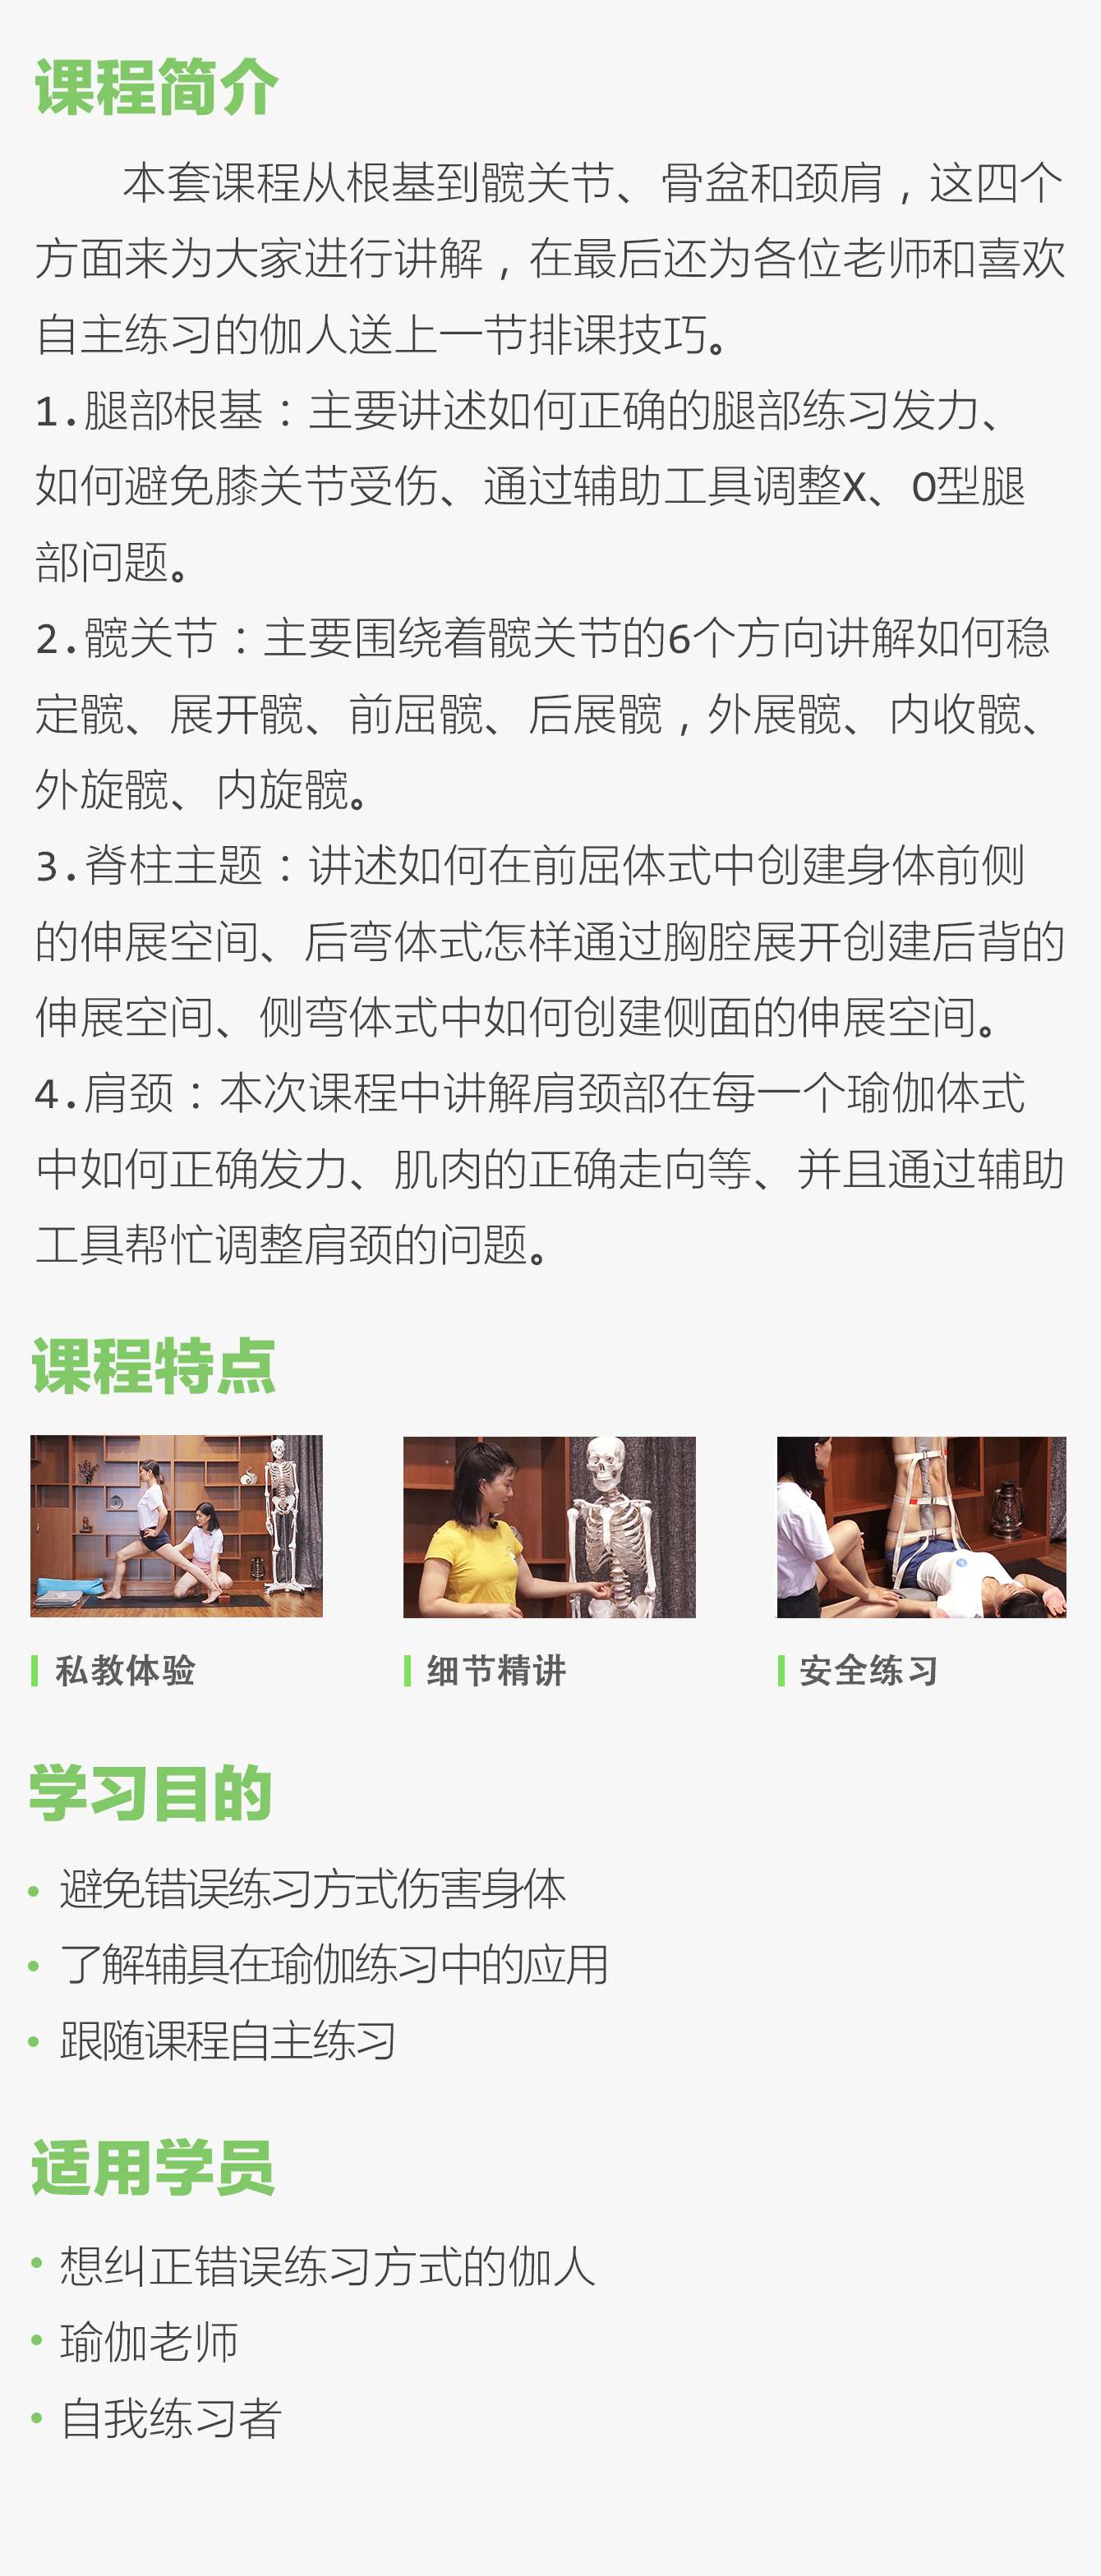 课程简介
本套课程从根基到髋关节、骨盆和颈肩，这四个
方面来为大家进行讲解，在最后还为各位老师和喜欢
自主练习的伽人送上一节排课技巧。
1.腿部根基：主要讲述如何正确的腿部练习发力、
如何避免膝关节受伤、通过辅助工具调整X、O型腿
部问题。
2.髋关节：主要围绕着髋关节的6个方向讲解如何稳
定髋、展开髋、前屈髋、后展髋，外展髋、内收髋、
外旋髋、内旋髋。
3.脊柱主题：讲述如何在前屈体式中创建身体前侧
的伸展空间、后弯体式怎样通过胸腔展开创建后背的
伸展空间、侧弯体式中如何创建侧面的伸展空间。
4.肩颈：本次课程中讲解肩颈部在每一个瑜伽体式
中如何正确发力、肌肉的正确走向等、并且通过辅助
工具帮忙调整肩颈的问题。
课程特点
私教体验
细节精讲
安全练习
学习目的
• 避免错误练习方式伤害身体
• 了解辅具在瑜伽练习中的应用
• 跟随课程自主练习
适用学员
• 想纠正错误练习方式的伽人
• 瑜伽老师
• 自我练习者